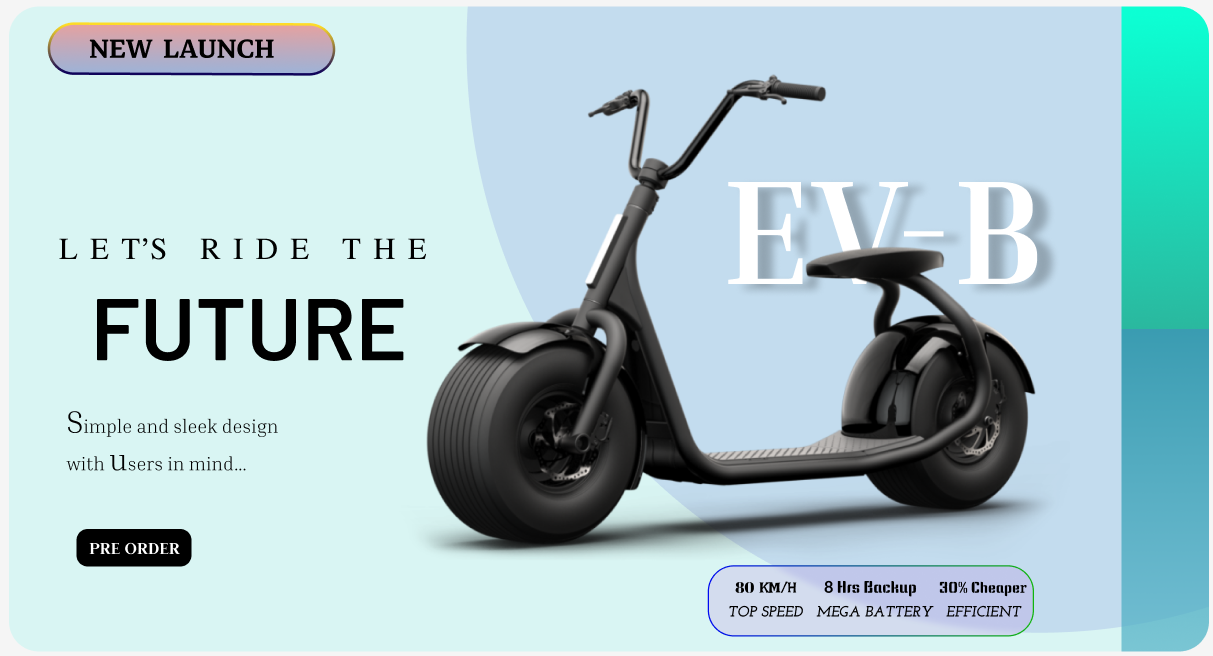 NEW LAUNCH
EV-B
LET'S RIDE THE
FUTURE
Simple and sleek design
with Users in mind...
PRE ORDER
80 KM/H 8 Hrs Backup 30% Cheaper
TOP SPEED MEGA BATTERY EFFICIENT